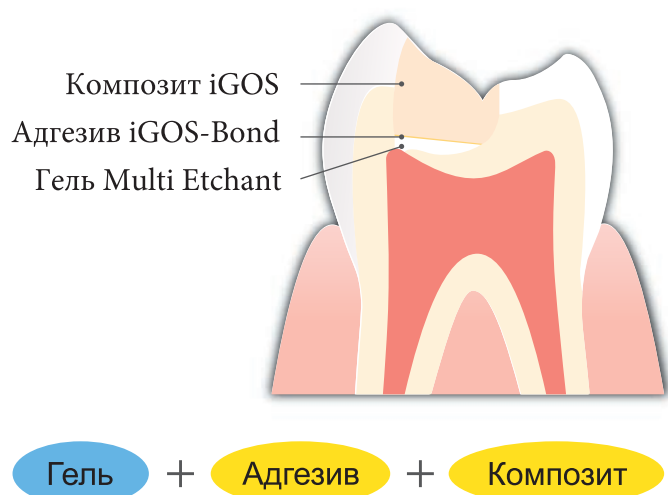 Композит iGOS
Адгезив iGOS-Bond
Гель Multi Etchant
Гель + Адгезив + Композит